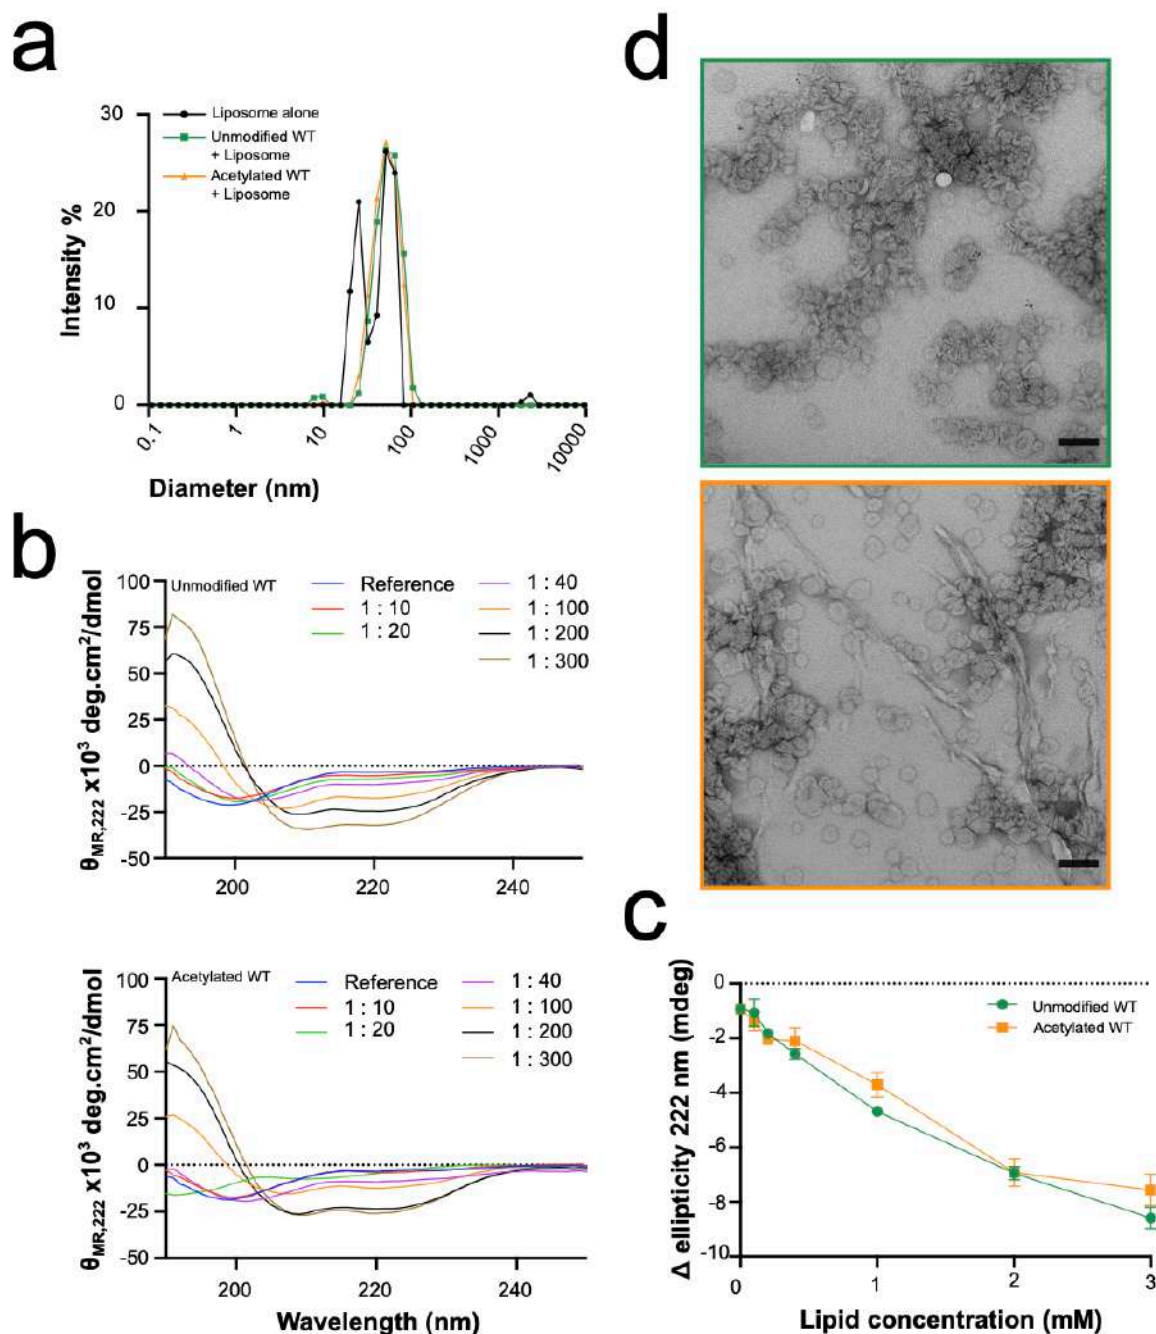 a
30
20
10
0
Intensity %
Liposome alone
Unmodified WT
+ Liposome
Acetylated WT
+ Liposome
0.1
1
10
100
1000
10000
Diameter (nm)
b
100
75
50
25
0
-25
-50
θMR,222 x10³ deg.cm²/dmol
Unmodified WT
Reference
1 : 10
1 : 20
1 : 40
1 : 100
1 : 200
1 : 300
200
220
240
100
75
50
25
0
-25
-50
θMR,222 x10³ deg.cm²/dmol
Acetylated WT
Reference
1 : 10
1 : 20
1 : 40
1 : 100
1 : 200
1 : 300
200
220
240
Wavelength (nm)
d
c
0
-2
-4
-6
-8
-10
Δ ellipticity 222 nm (mdeg)
Unmodified WT
Acetylated WT
0
1
2
3
Lipid concentration (mM)